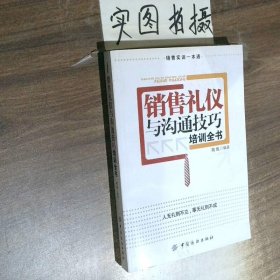 实图拍摄
销售实训一本通
销售礼仪
与沟通技巧
培训全书
编著
人无礼则不立，事无礼则不成
中国纺织出版社